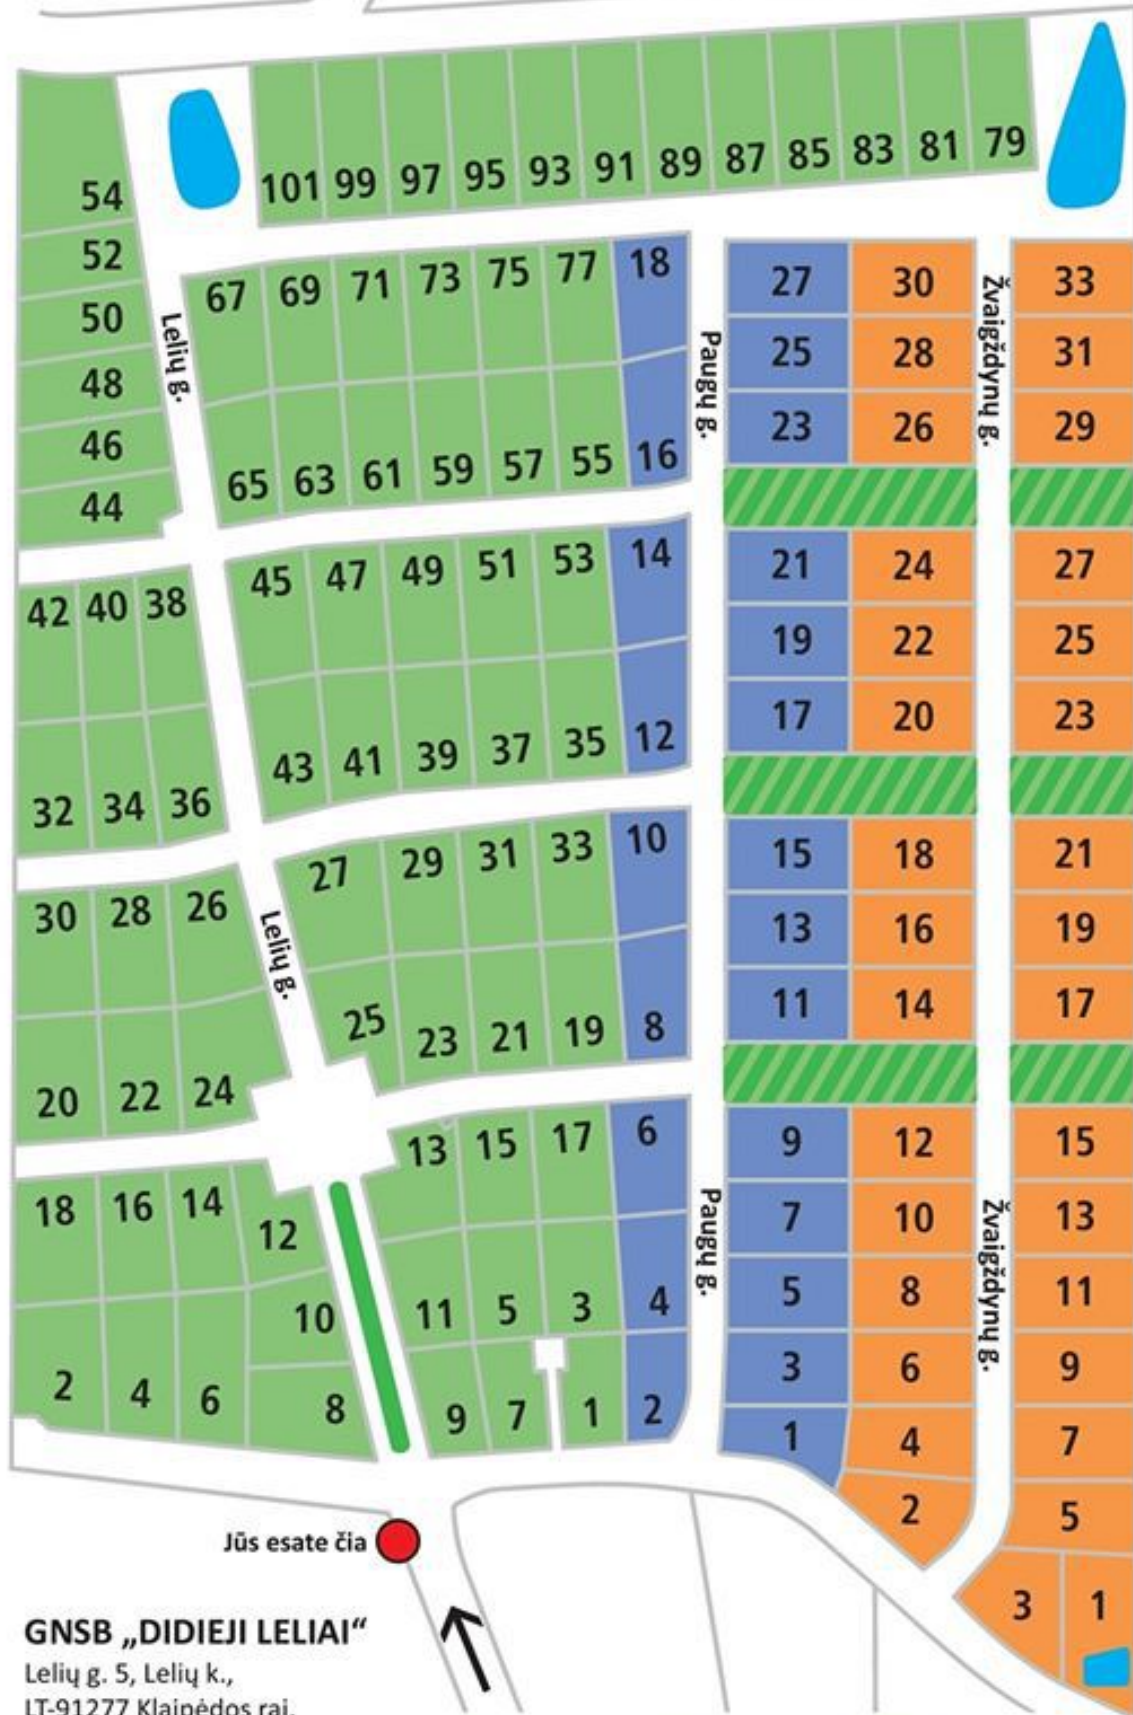 101 99 97 95 93 91 89 87 85 83 81 79
54
52
50
48
46
44
Lelių g.
67 69 71 73 75 77 18
65 63 61 59 57 55 16
Paugų g.
27 30
25 28
23 26
Žvaigždynų g.
33
31
29
42 40 38
32 34 36
45 47 49 51 53 14
43 41 39 37 35 12
21 24 27
19 22 25
17 20 23
30 28 26
20 22 24
Lelių g.
27 29 31 33 10
25 23 21 19 8
15 18 21
13 16 19
11 14 17
18 16 14 12
10
2 4 6 8
13 15 17 6
11 5 3 4
9 7 1 2
Paugų g.
9 12
7 10
5 8
3 6
1 4
2
Žvaigždynų g.
15
13
11
9
7
5
3 1
Jūs esate čia
GNSB „DIDIEJI LELIAI“
Lelių g. 5, Lelių k.,
LT-91277 Klaipėdos raj.